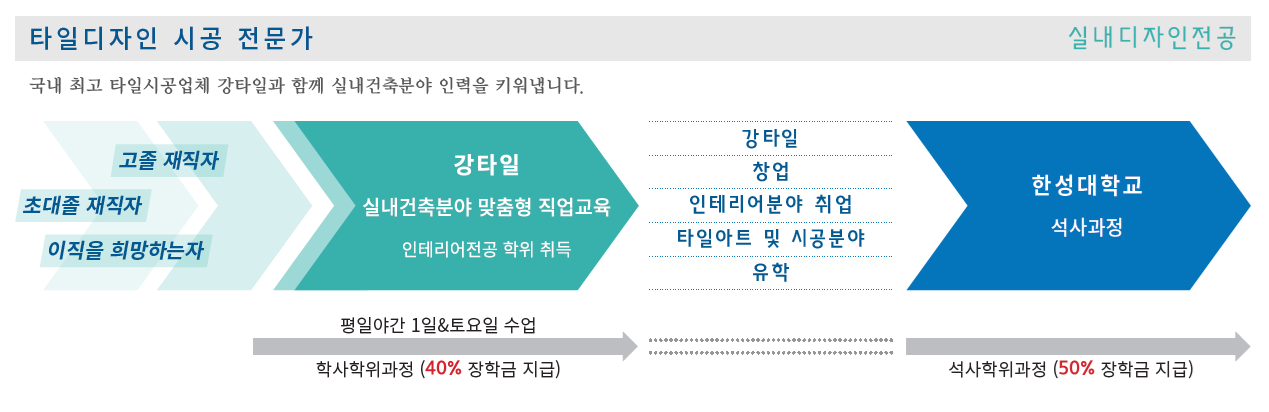 타일디자인 시공 전문가
실내디자인전공
국내 최고 타일시공업체 강타일과 함께 실내건축분야 인력을 키워냅니다.
고졸 재직자
초대졸 재직자
이직을 희망하는자
강타일
실내건축분야 맞춤형 직업교육
인테리어전공 학위 취득
강타일
창업
인테리어분야 취업
타일아트 및 시공분야
유학
한성대학교
석사과정
평일야간 1일&토요일 수업
학사학위과정 (40% 장학금 지급)
석사학위과정 (50% 장학금 지급)